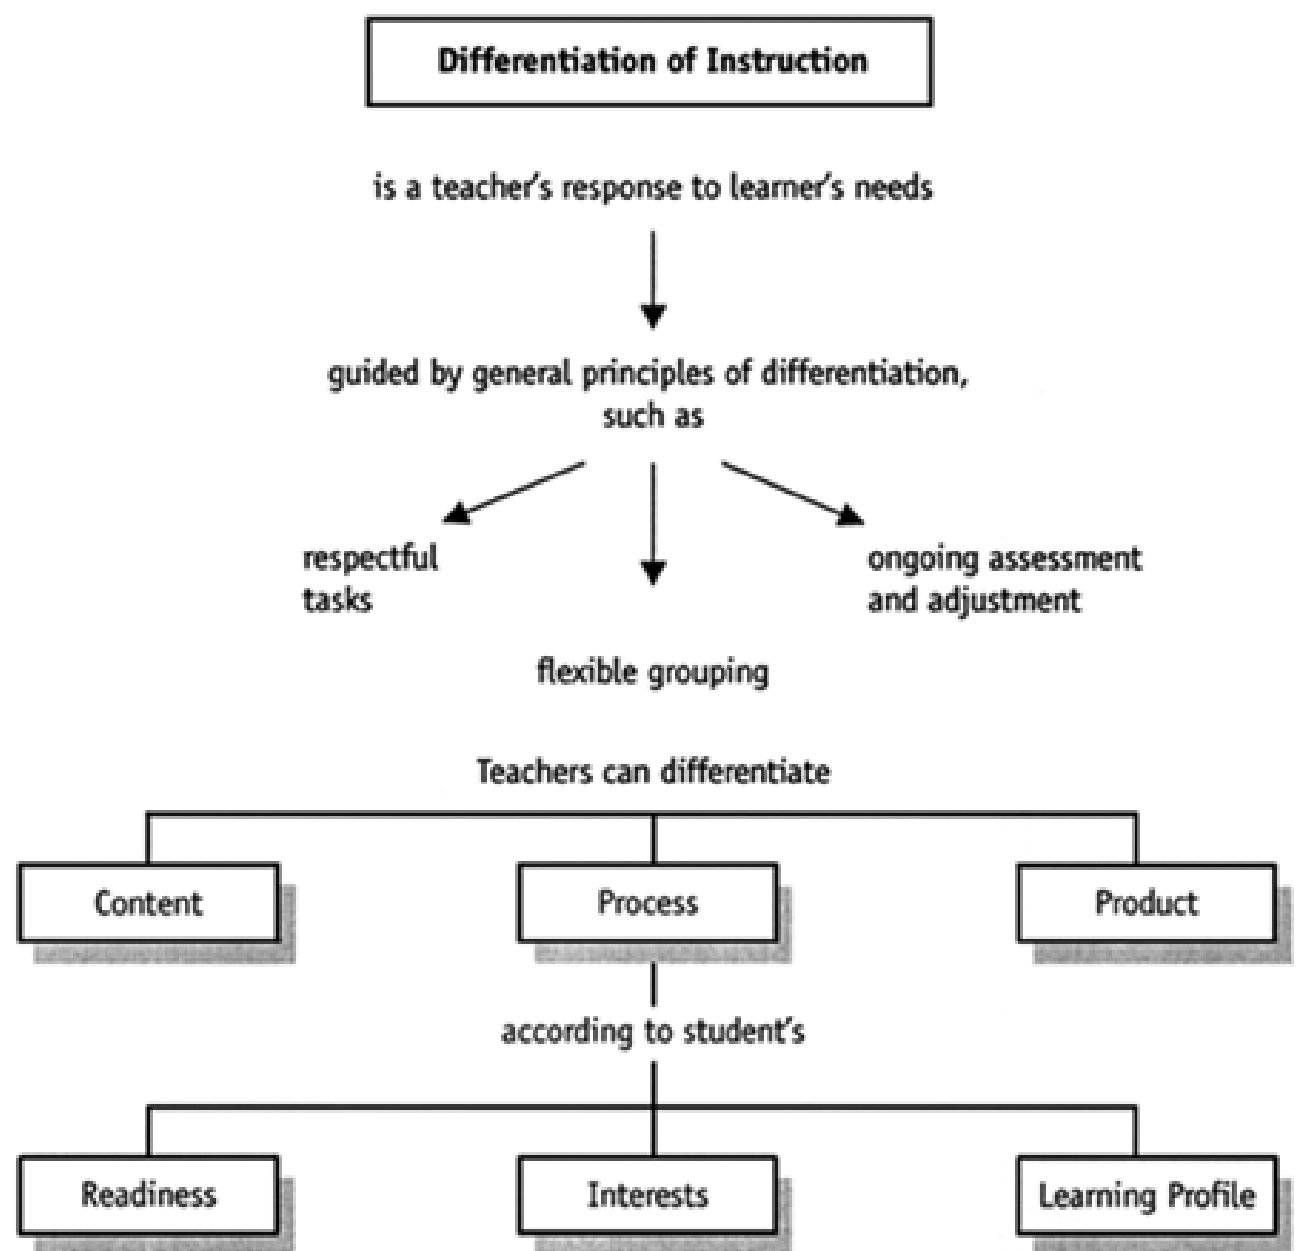 Differentiation of Instruction
is a teacher's response to learner's needs
guided by general principles of differentiation,
such as
respectful
tasks
ongoing assessment
and adjustment
flexible grouping
Teachers can differentiate
Content
Process
Product
according to student's
Readiness
Interests
Learning Profile